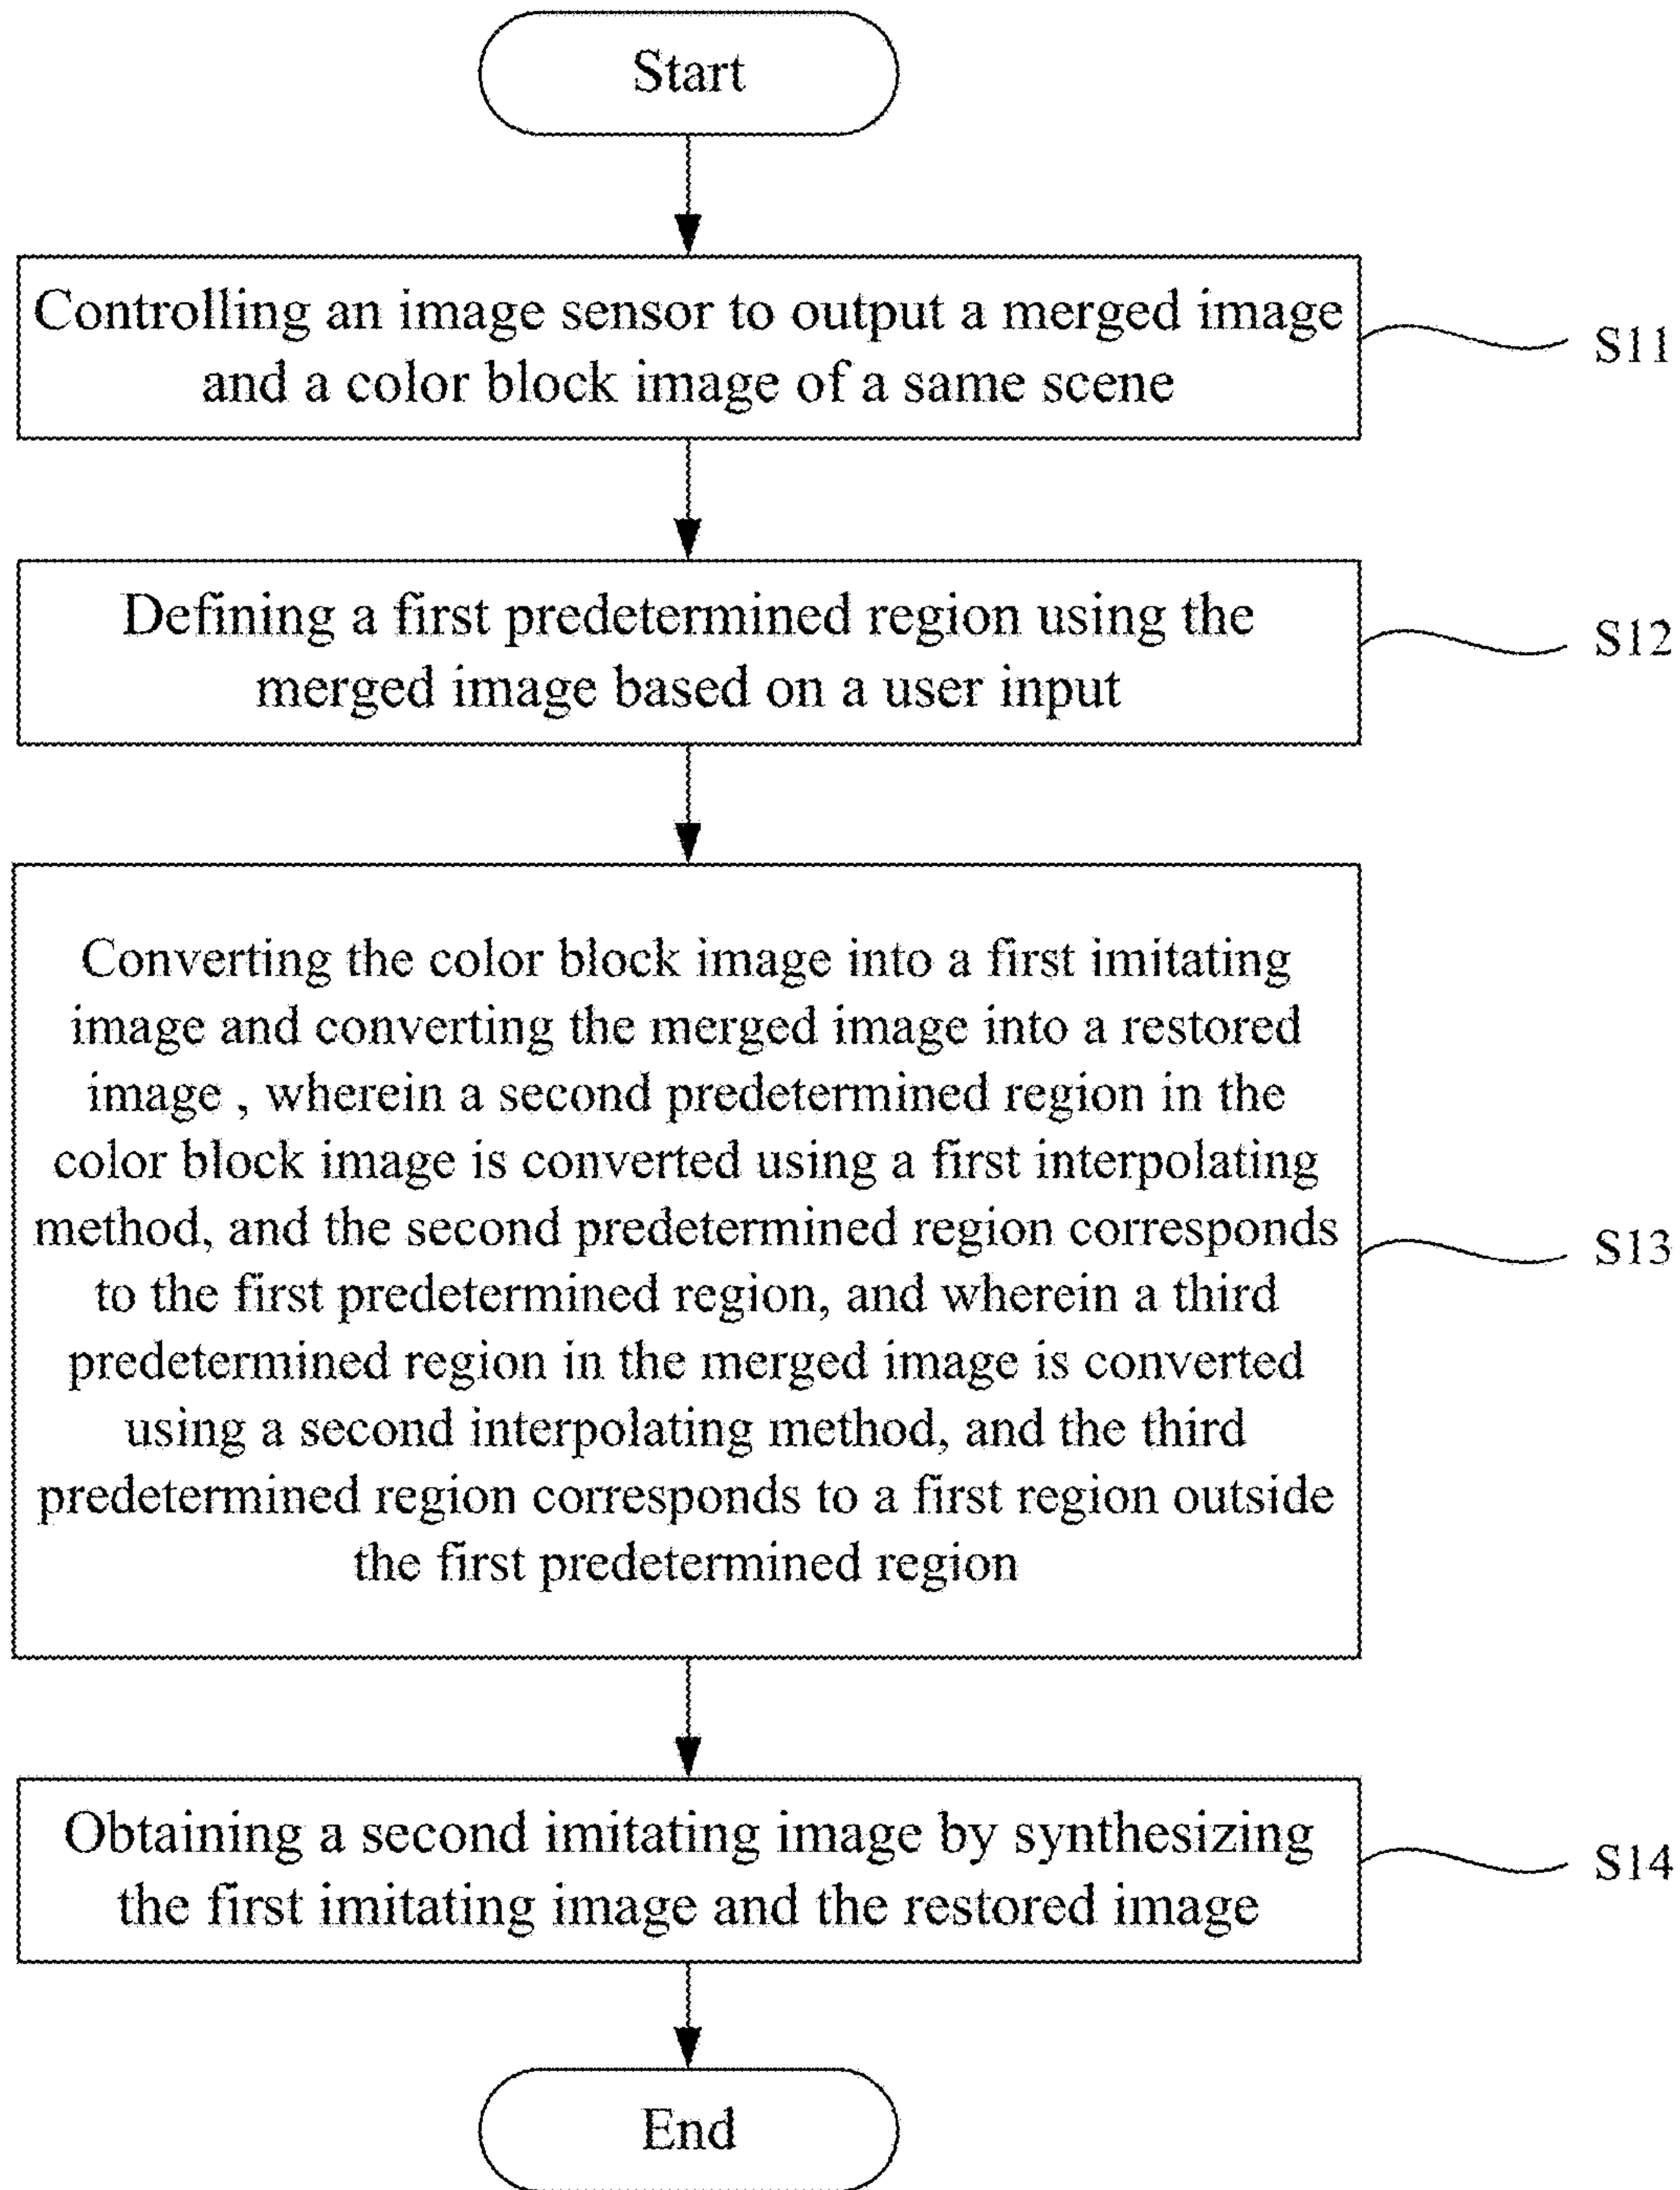 Start
Controlling an image sensor to output a merged image
and a color block image of a same scene
S11
Defining a first predetermined region using the
merged image based on a user input
S12
Converting the color block image into a first imitating
image and converting the merged image into a restored
image , wherein a second predetermined region in the
color block image is converted using a first interpolating
method, and the second predetermined region corresponds
to the first predetermined region, and wherein a third
predetermined region in the merged image is converted
using a second interpolating method, and the third
predetermined region corresponds to a first region outside
the first predetermined region
S13
Obtaining a second imitating image by synthesizing
the first imitating image and the restored image
S14
End